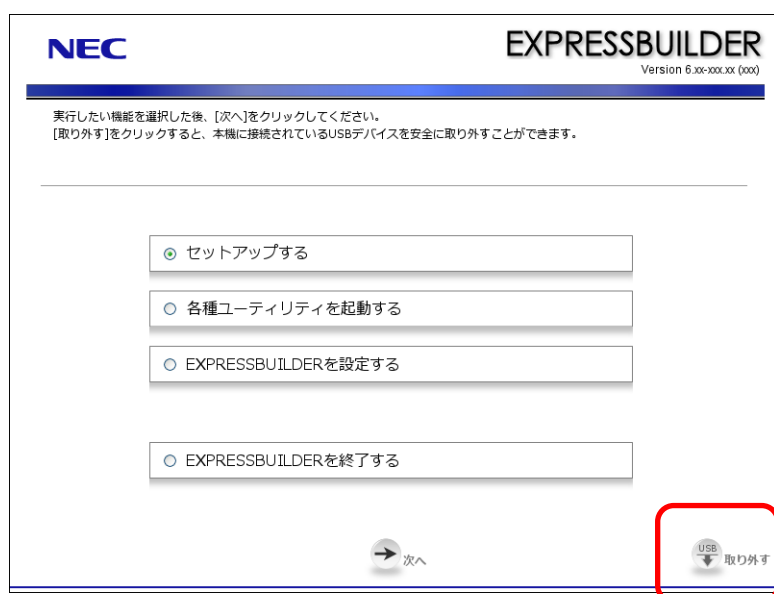 NEC
EXPRESSBUILDER
Version 6.xx-xxx.xx (xxx)
実行したい機能を選択した後、[次へ]をクリックしてください。
[取り外す]をクリックすると、本機に接続されているUSBデバイスを安全に取り外すことができます。
セットアップする
各種ユーティリティを起動する
EXPRESSBUILDERを設定する
EXPRESSBUILDERを終了する
次へ
USB
取り外す